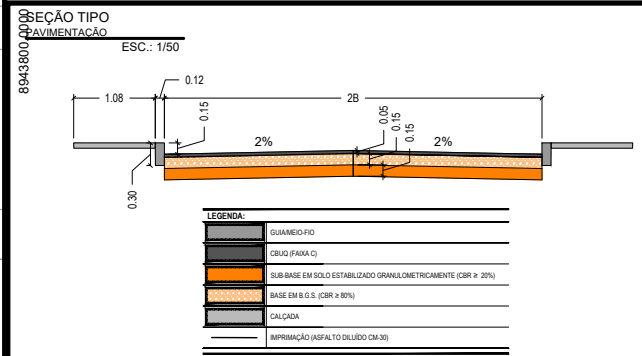 SEÇÃO TIPO
PAVIMENTAÇÃO
ESC.: 1/50
8943800.0000
1.08
0.12
2B
0.15
2%
0.05
0.15
0.15
2%
0.30
LEGENDA:
GUIA/MEIO-FIO
CBUQ (FAIXA C)
SUB-BASE EM SOLO ESTABILIZADO GRANULOMETRICAMENTE (CBR ≥ 20%)
BASE EM B.G.S. (CBR ≥ 80%)
CALÇADA
IMPRIMAÇÃO (ASFALTO DILUÍDO CM-30)